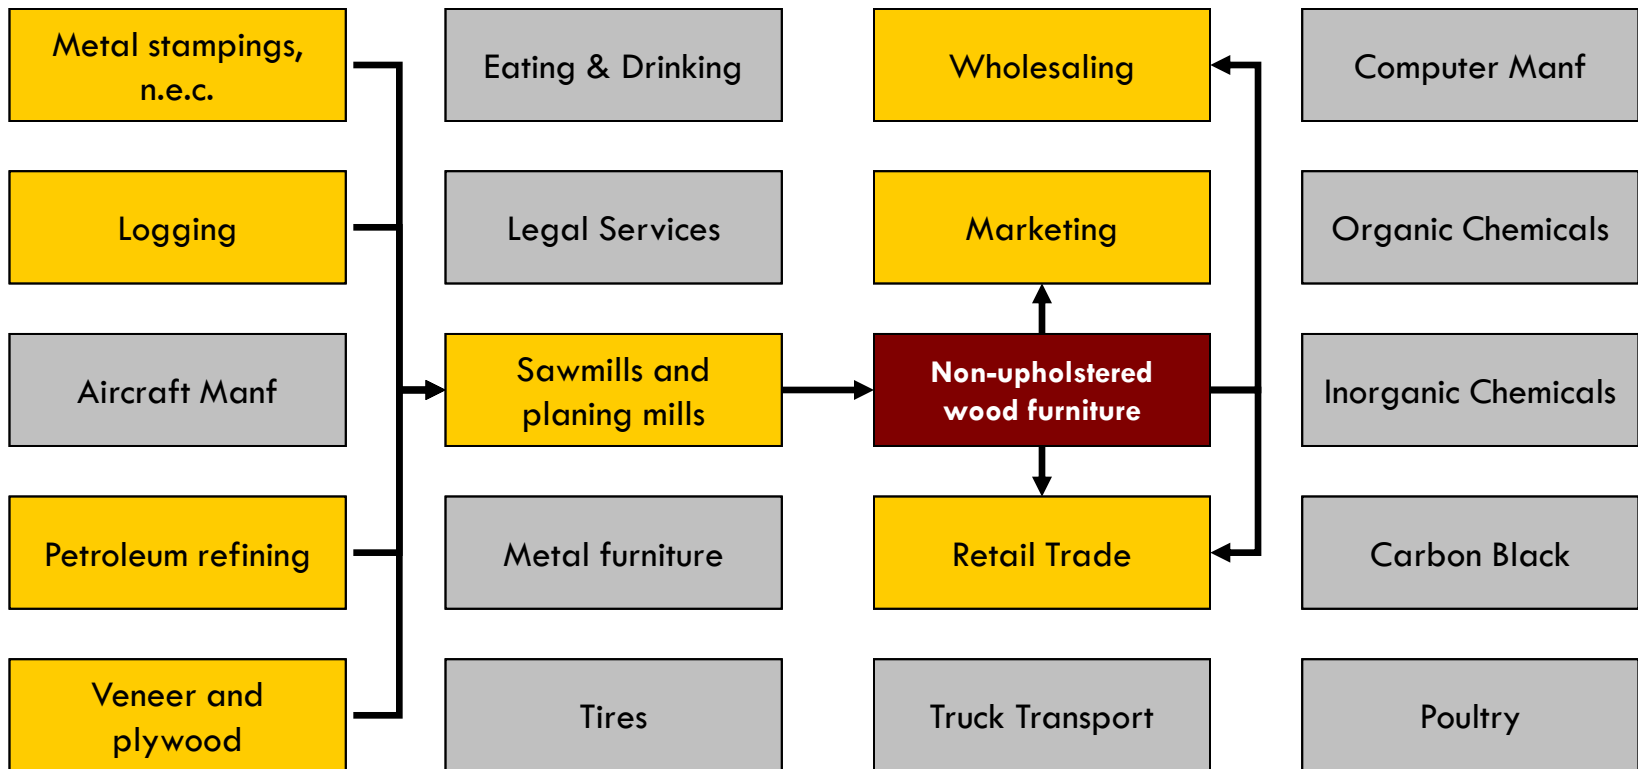 Metal stampings,
n.e.c.
Eating & Drinking
Wholesaling
Computer Manf
Logging
Legal Services
Marketing
Organic Chemicals
Aircraft Manf
Sawmills and
planing mills
Non-upholstered
wood furniture
Inorganic Chemicals
Petroleum refining
Metal furniture
Retail Trade
Carbon Black
Veneer and
plywood
Tires
Truck Transport
Poultry